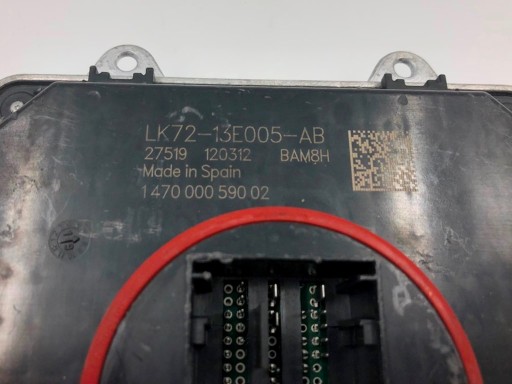 LK72-13E005-AB
27519 120312 BAM8H
Made in Spain
1 470 000 590 02